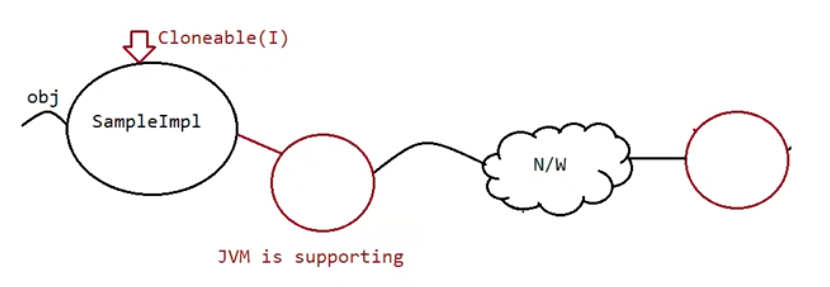 Cloneable(I)
obj
SampleImpl
N/W
JVM is supporting